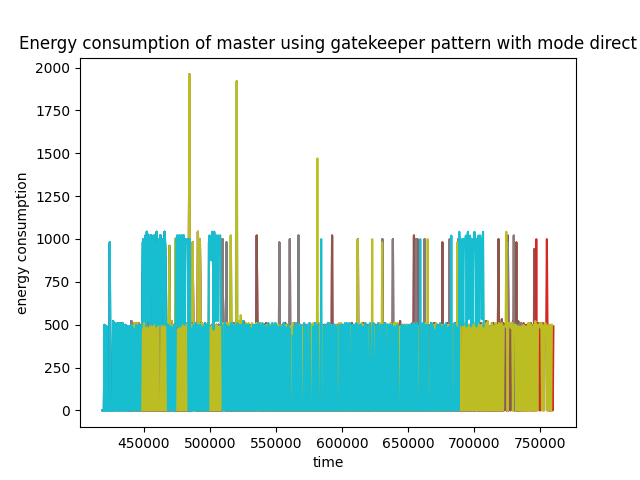 Energy consumption of master using gatekeeper pattern with mode direct
2000
1750
1500
1250
1000
750
500
250
0
energy consumption
450000 500000 550000 600000 650000 700000 750000
time